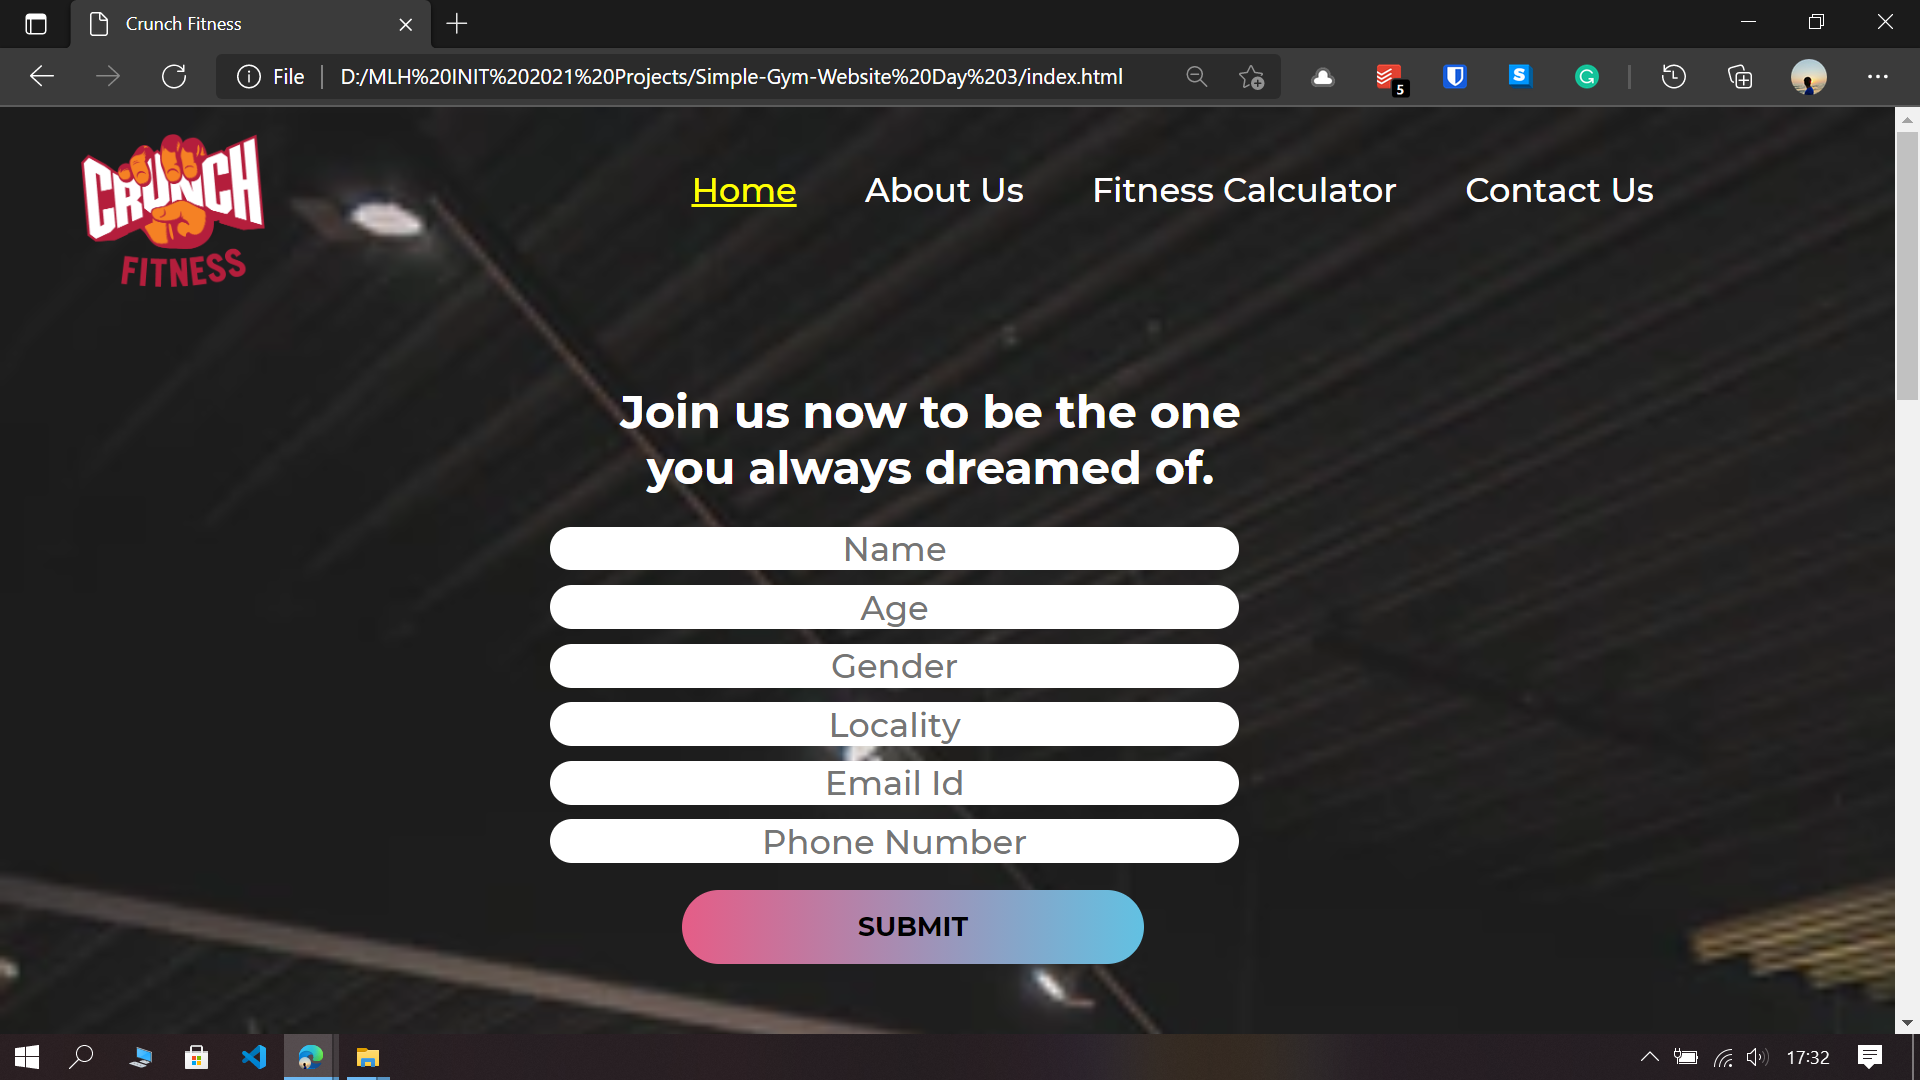 Crunch Fitness
File | D:/MLH%20INIT%202021%20Projects/Simple-Gym-Website%20Day%203/index.html
5
CRUNCH
FITNESS
Home About Us Fitness Calculator Contact Us
Join us now to be the one
you always dreamed of.
Name
Age
Gender
Locality
Email Id
Phone Number
SUBMIT
17:32